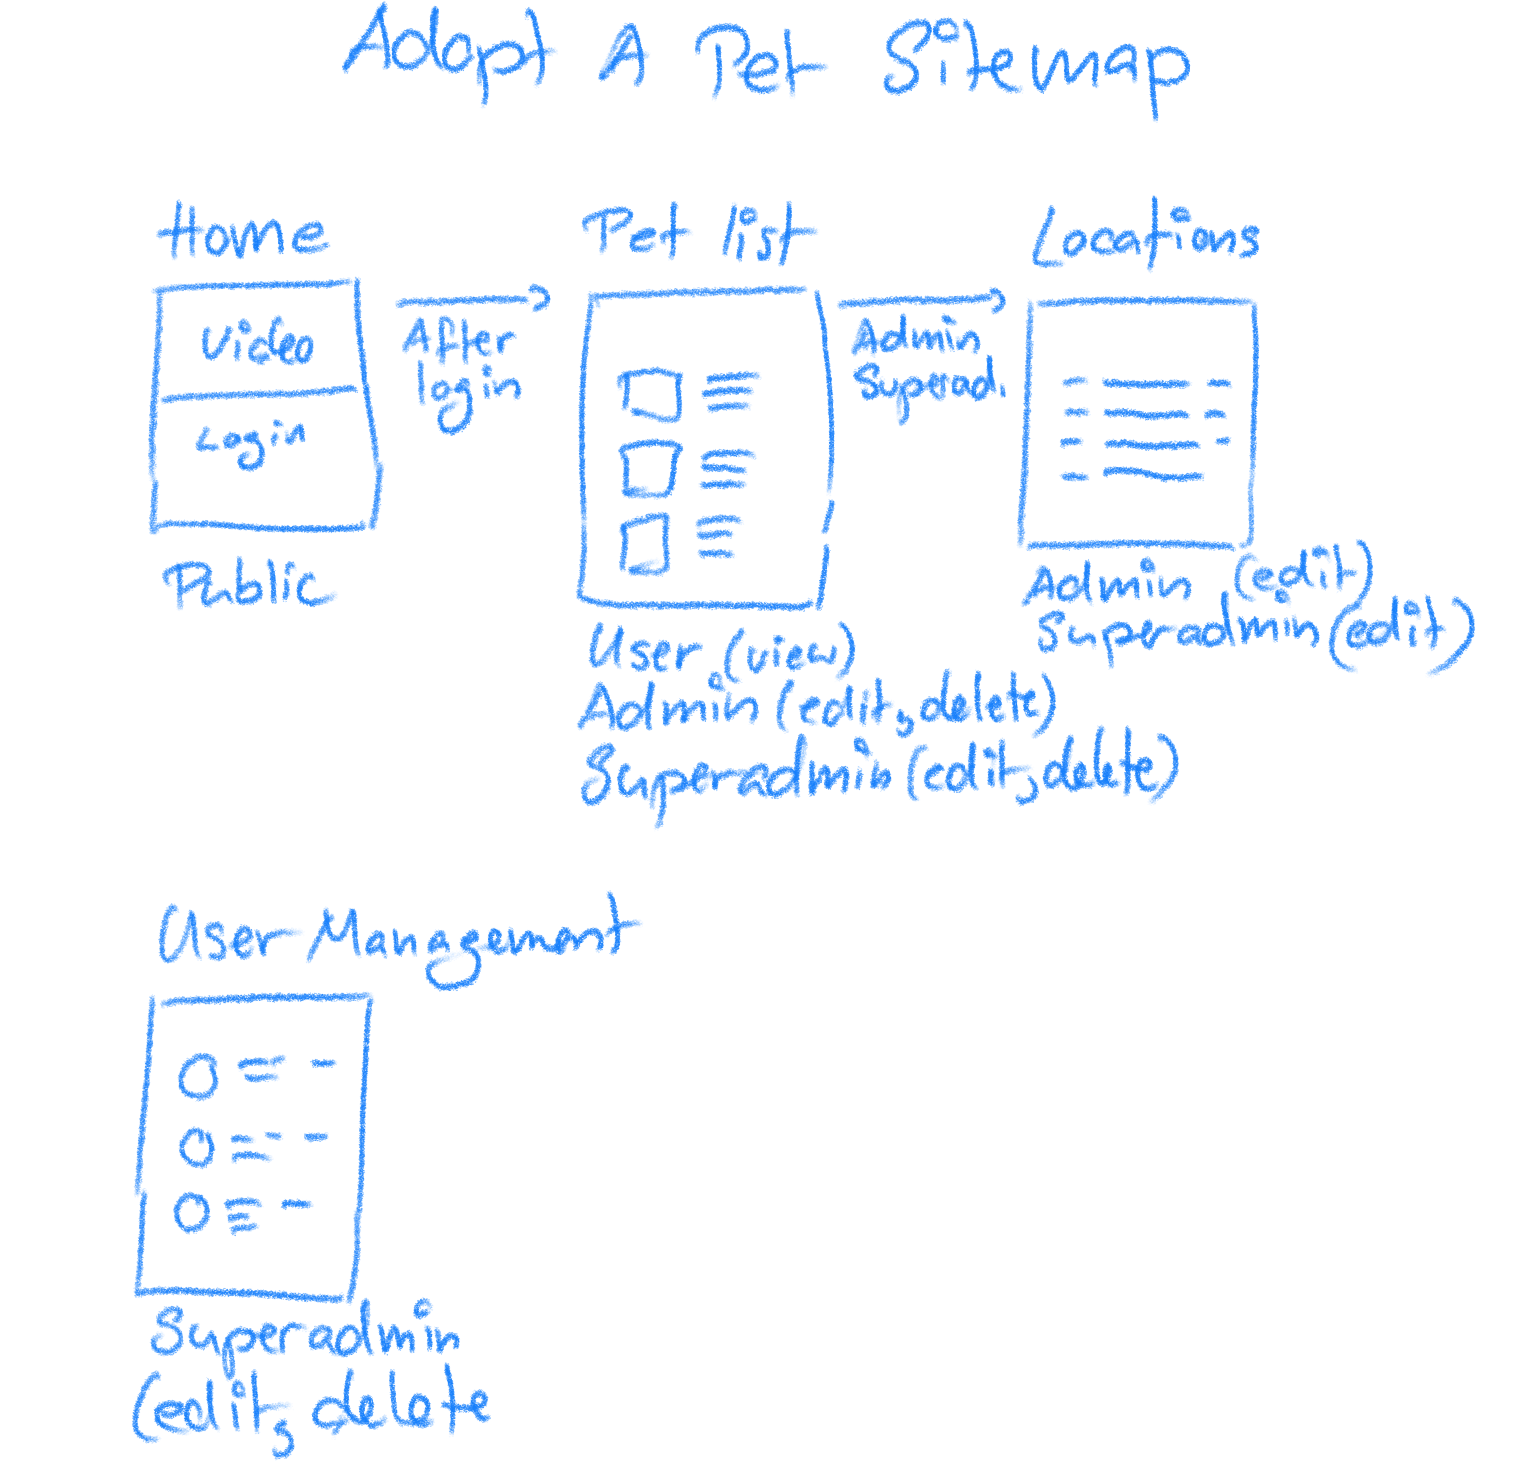 Adopt A Pet Sitemap
Home
Video
Login
Public
After
login
Pet list
User (view)
Admin (edit, delete)
Superadmin (edit, delete)
Admin
Superad.
Locations
Admin (edit)
Superadmin (edit)
User Management
Superadmin
(edit, delete